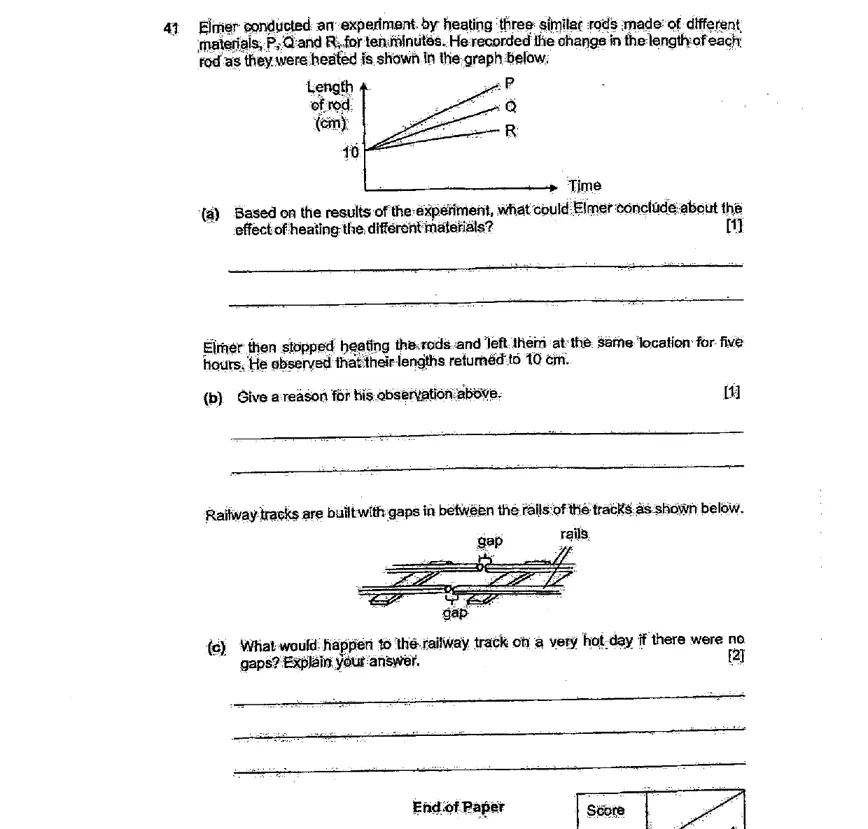 41 Elmer conducted an experiment by heating three similar rods made of different
materials, P, Q and R, for ten minutes. He recorded the change in the length of each
rod as they were heated is shown in the graph below.
Length
of rod
(cm)
P
Q
R
10
Time
(a) Based on the results of the experiment, what could Elmer conclude about the
effect of heating the different materials? [1]
Elmer then stopped heating the rods and left them at the same location for five
hours. He observed that their lengths returned to 10 cm.
(b) Give a reason for his observation above. [1]
Railway tracks are built with gaps in between the rails of the tracks as shown below.
gap
rails
gap
(c) What would happen to the railway track on a very hot day if there were no
gaps? Explain your answer. [2]
End of Paper
Score